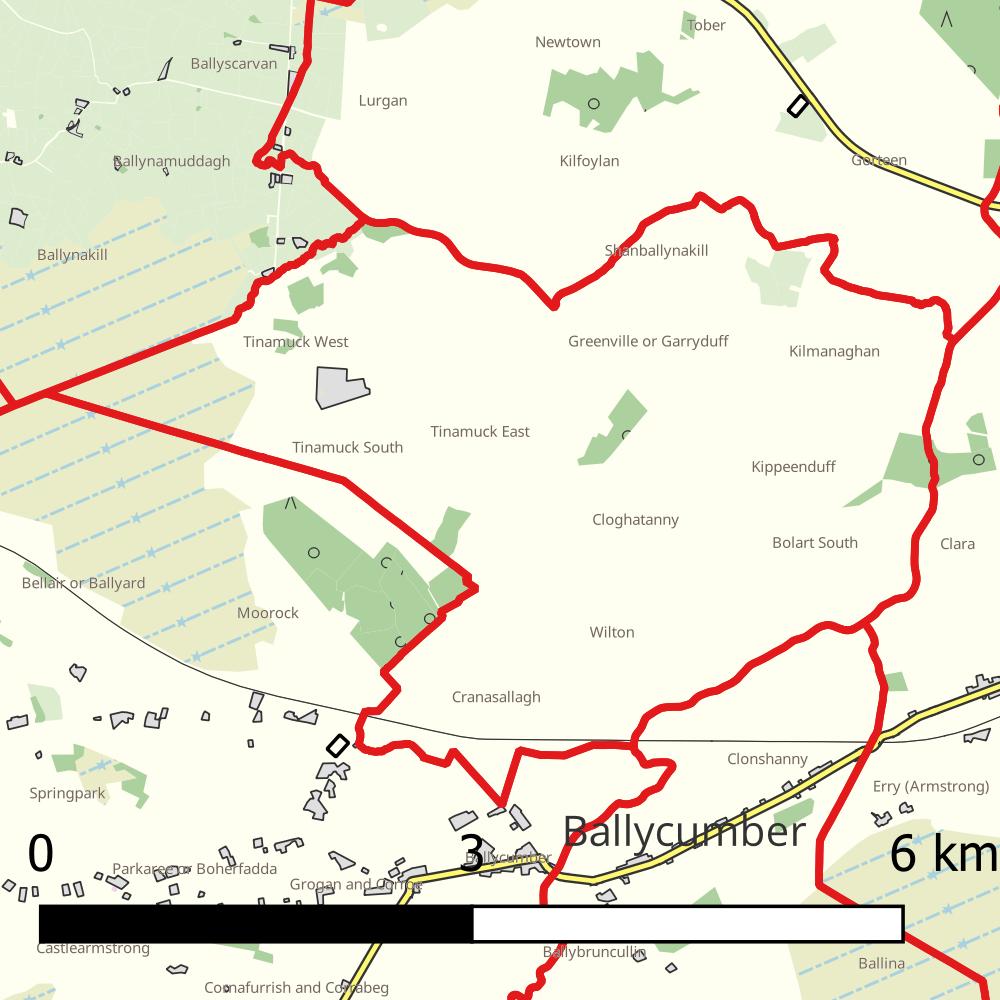 Tober
Newtown
Ballyscarvan
Lurgan
Ballynamuddagh
Kilfoylan
Gorteen
Ballynakill
Shanballynakill
Tinamuck West
Greenville or Garryduff
Kilmanaghan
Tinamuck East
Tinamuck South
Kippeenduff
Cloghatanny
Bolart South
Clara
Bellair or Ballyard
Moorock
Wilton
Cranasallagh
Clonshanny
Springpark
Erry (Armstrong)
Ballycumber
0
3
6 km
Ballycumber
Parkaree or Boherfadda
Grogan and Corroe
Castlearmstrong
Ballybruncullin
Ballina
Coonafurrish and Corrabeg